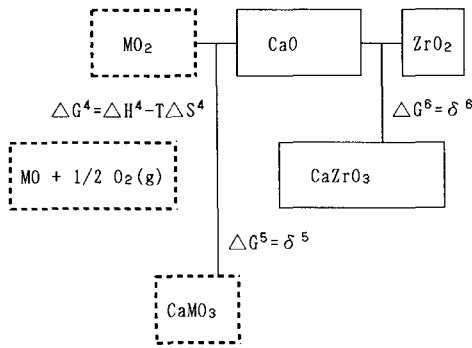 MO₂ CaO ZrO₂
△G⁴=△H⁴-T△S⁴ △G⁶=δ⁶
MO + 1/2 O₂(g) CaZrO₃
△G⁵=δ⁵
CaMO₃